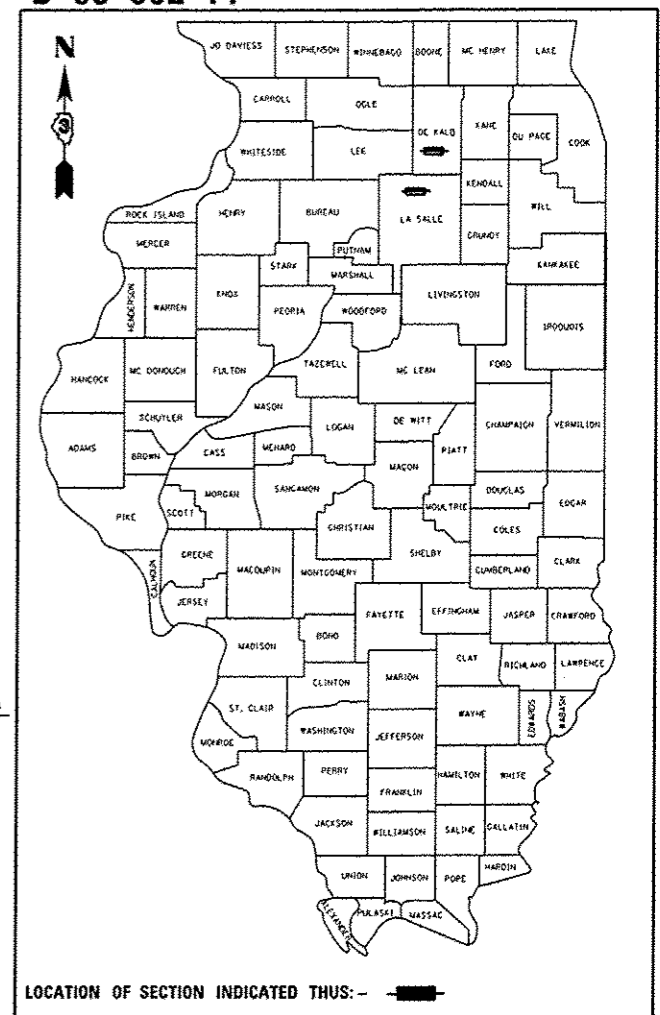 N
3
JO DAVIESS STEPHENSON WINNEBAGO BOONE MC HENRY LAKE
CARROLL OGLE DE KALB KANE DU PAGE COOK
WHITESIDE LEE KENDALL WILL
ROCK ISLAND HENRY BUREAU LA SALLE GRUNDY
MERCER PUTNAM KANKAKEE
STARK MARSHALL
HENDERSON WARREN KNOX PEORIA WOODFORD LIVINGSTON IROQUOIS
HANCOCK MC DONOUGH FULTON TAZEWELL MC LEAN FORD
MASON
SCHUYLER LOGAN DE WITT CHAMPAIGN VERMILION
ADAMS BROWN CASS MENARD PIATT
MACON
MORGAN SANGAMON DOUGLAS EDGAR
PIKE SCOTT CHRISTIAN MOULTRIE COLES
SHELBY
CALHOUN GREENE MACOUPIN MONTGOMERY CUMBERLAND CLARK
JERSEY FAYETTE EFFINGHAM JASPER CRAWFORD
MADISON BOND
CLAY RICHLAND LAWRENCE
CLINTON MARION
ST. CLAIR WAYNE EDWARDS WABASH
MONROE WASHINGTON JEFFERSON
RANDOLPH PERRY HAMILTON WHITE
FRANKLIN
JACKSON WILLIAMSON SALINE GALLATIN
UNION JOHNSON POPE HARDIN
ALEXANDER PULASKI MASSAC
LOCATION OF SECTION INDICATED THUS: -